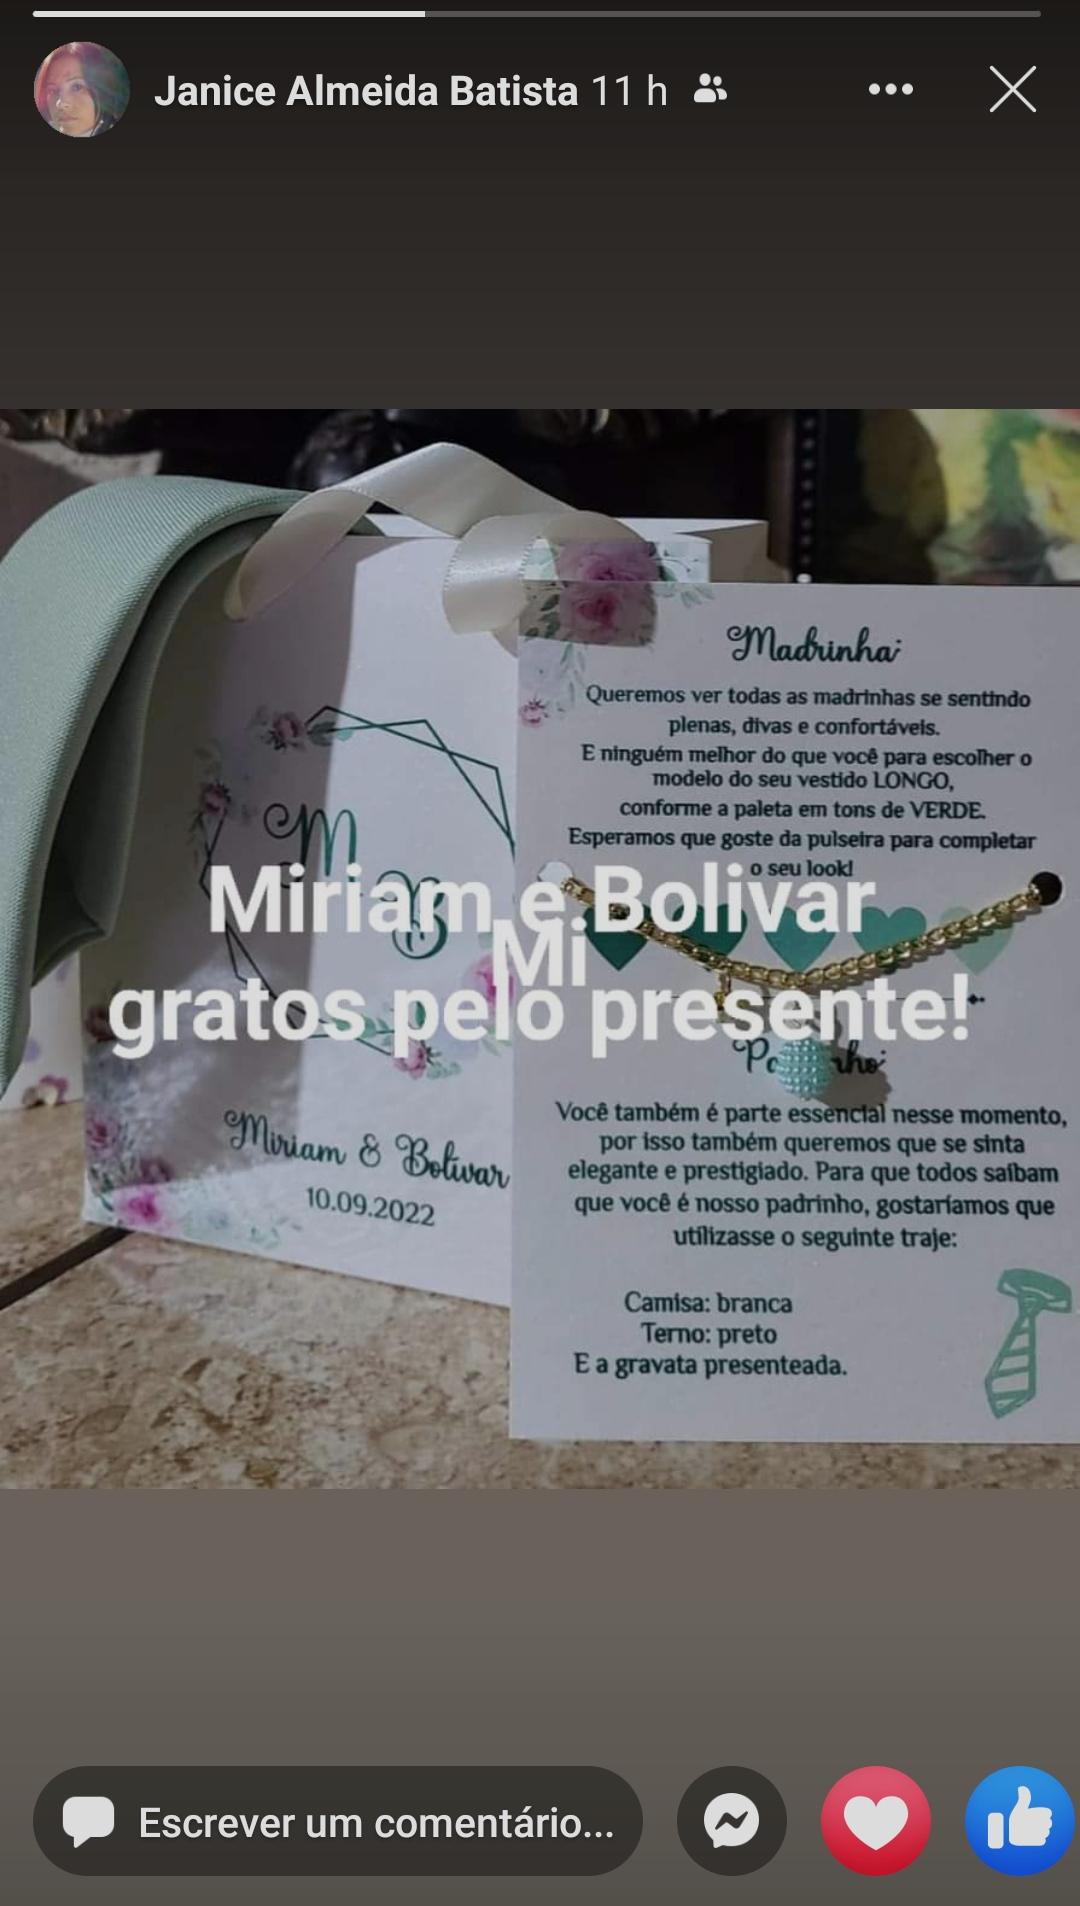 Janice Almeida Batista 11 h
M
B
Miriam & Bolivar
10.09.2022
Madrinha:
Queremos ver todas as madrinhas se sentindo
plenas, divas e confortáveis.
E ninguém melhor do que você para escolher o
modelo do seu vestido LONGO,
conforme a paleta em tons de VERDE.
Esperamos que goste da pulseira para completar
o seu look!
Miriam e Bolivar
Mi
gratos pelo presente!
Você também é parte essencial nesse momento,
por isso também queremos que se sinta
elegante e prestigiado. Para que todos saibam
que você é nosso padrinho, gostaríamos que
utilizasse o seguinte traje:
Camisa: branca
Terno: preto
E a gravata presenteada.
Escrever um comentário...